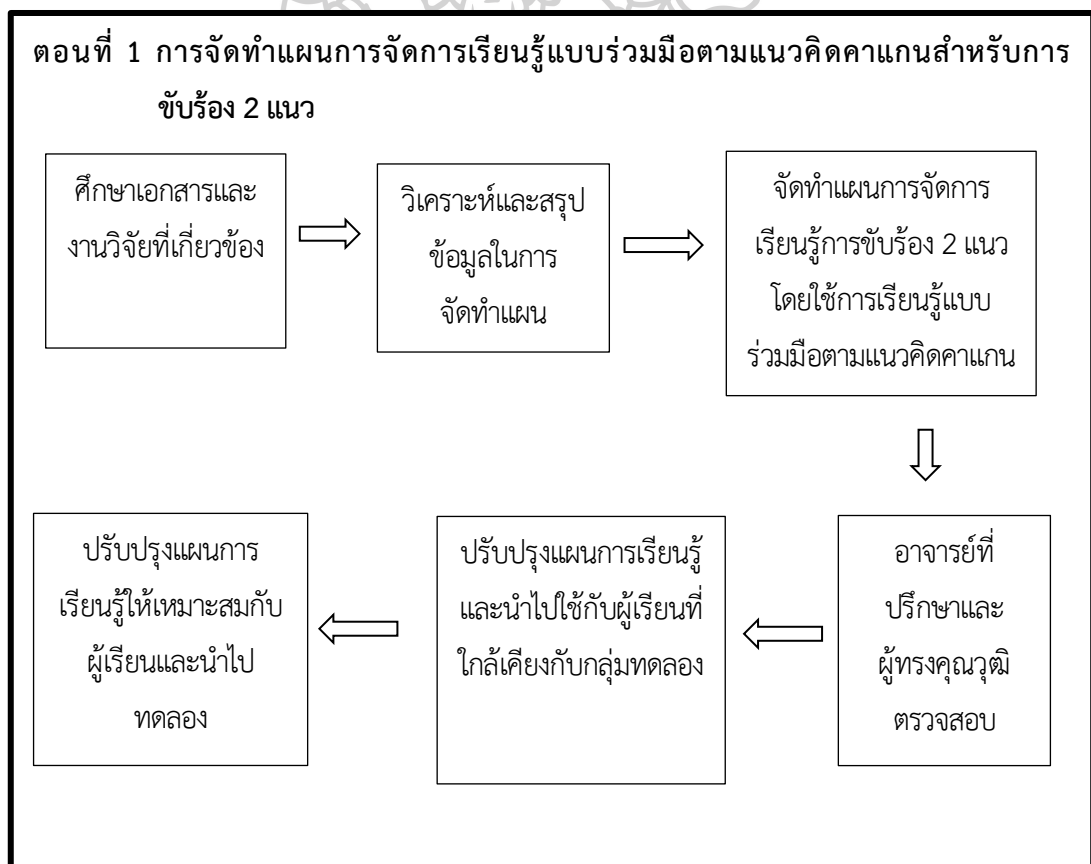 ตอนที่ 1 การจัดทำแผนการจัดการเรียนรู้แบบร่วมมือตามแนวคิดคาแกนสำหรับการ
ขับร้อง 2 แนว
ศึกษาเอกสารและ
งานวิจัยที่เกี่ยวข้อง
วิเคราะห์และสรุป
ข้อมูลในการ
จัดทำแผน
จัดทำแผนการจัดการ
เรียนรู้การขับร้อง 2 แนว
โดยใช้การเรียนรู้แบบ
ร่วมมือตามแนวคิดคาแกน
อาจารย์ที่
ปรึกษาและ
ผู้ทรงคุณวุฒิ
ตรวจสอบ
ปรับปรุงแผนการเรียนรู้
และนำไปใช้กับผู้เรียนที่
ใกล้เคียงกับกลุ่มทดลอง
ปรับปรุงแผนการ
เรียนรู้ให้เหมาะสมกับ
ผู้เรียนและนำไป
ทดลอง